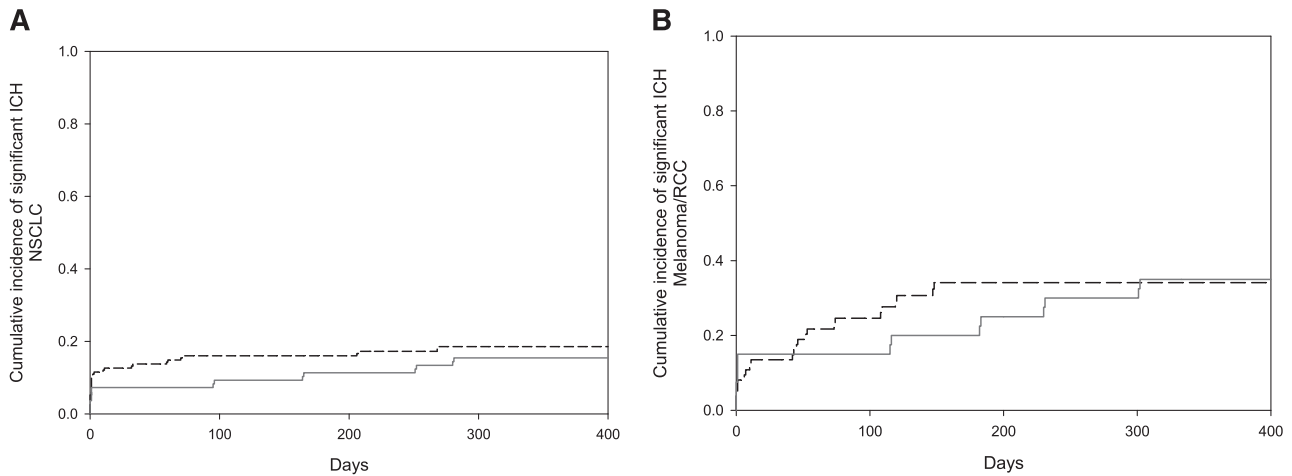 A
Cumulative incidence of significant ICH
NSCLC
1.0
0.8
0.6
0.4
0.2
0.0
0 100 200 300 400
Days
B
Cumulative incidence of significant ICH
Melanoma/RCC
1.0
0.8
0.6
0.4
0.2
0.0
0 100 200 300 400
Days